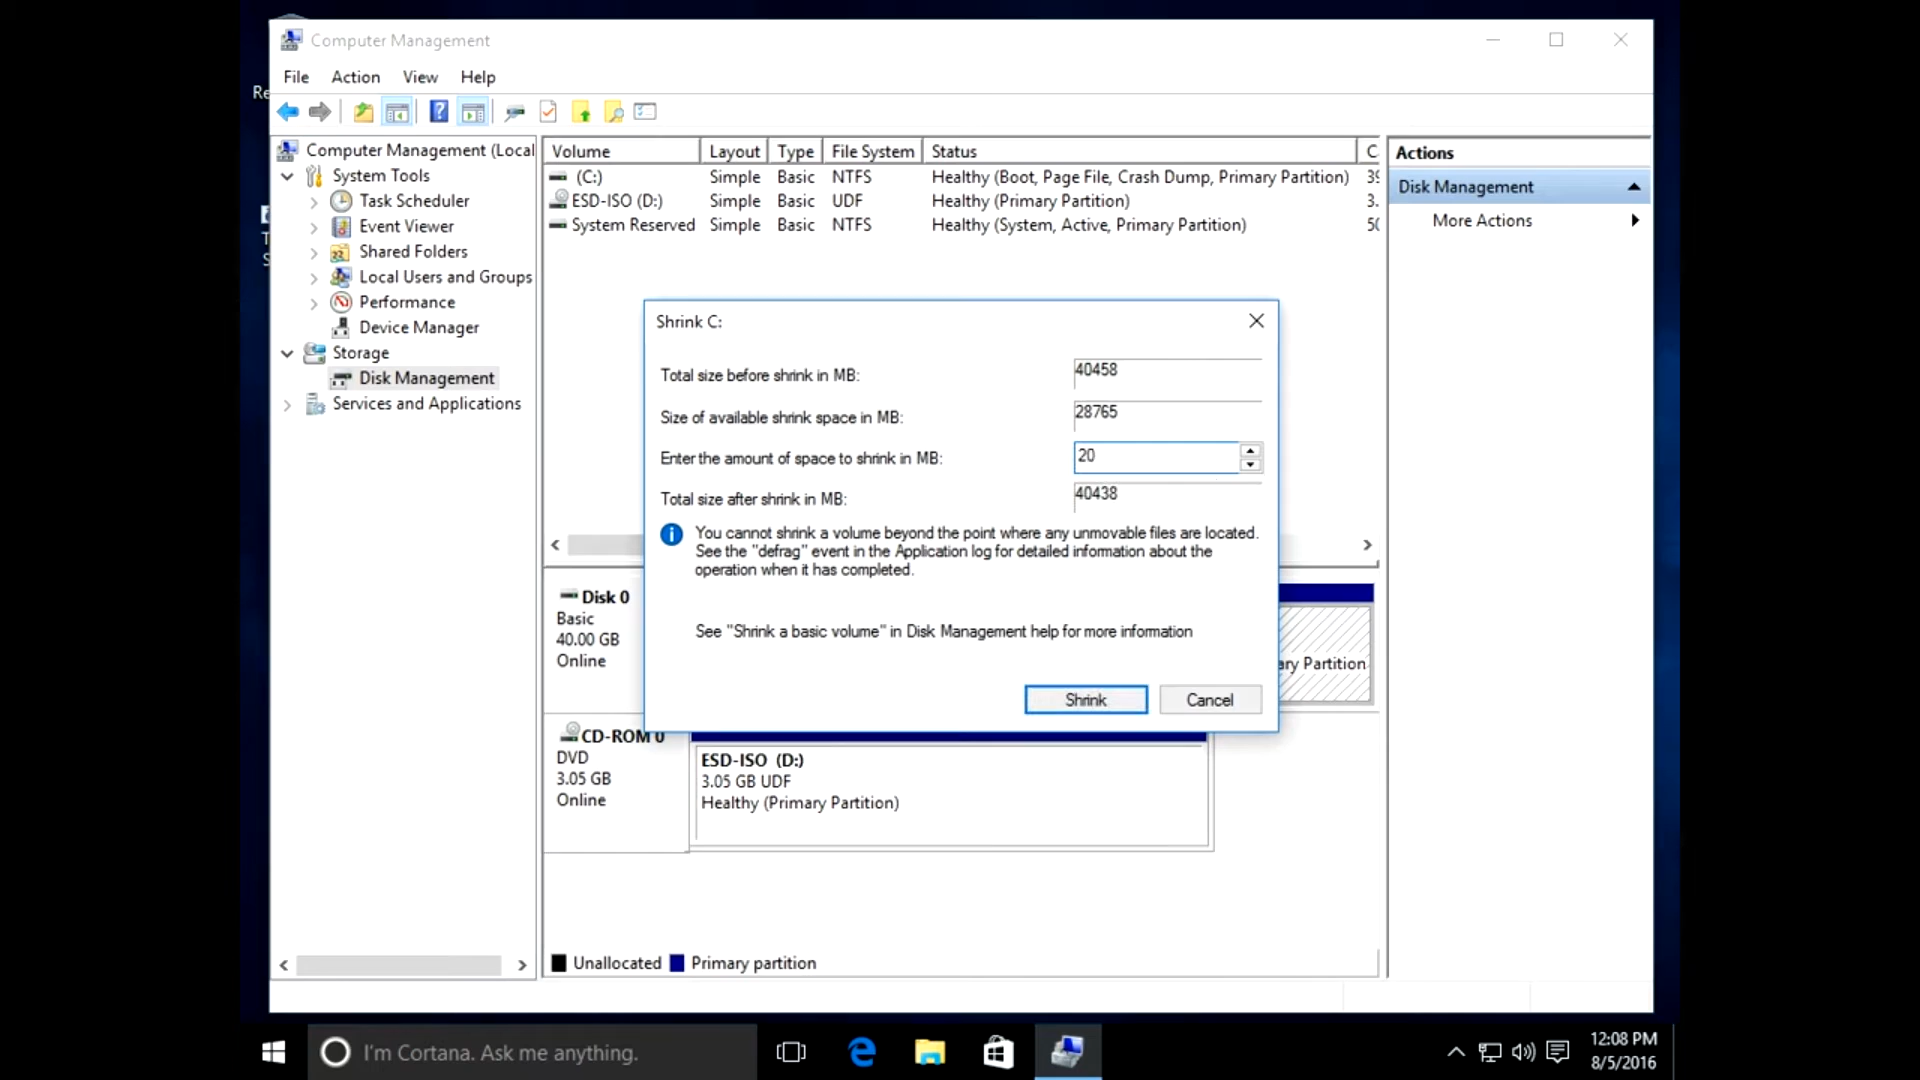 Re
Computer Management
File Action View Help
Computer Management (Local
System Tools
Task Scheduler
Event Viewer
Shared Folders
Local Users and Groups
Performance
Device Manager
Storage
Disk Management
Services and Applications
Volume Layout Type File System Status C
(C:) Simple Basic NTFS Healthy (Boot, Page File, Crash Dump, Primary Partition) 39
ESD-ISO (D:) Simple Basic UDF Healthy (Primary Partition) 3.
System Reserved Simple Basic NTFS Healthy (System, Active, Primary Partition) 50
Actions
Disk Management
More Actions
Shrink C:
Total size before shrink in MB: 40458
Size of available shrink space in MB: 28765
Enter the amount of space to shrink in MB: 20
Total size after shrink in MB: 40438
You cannot shrink a volume beyond the point where any unmovable files are located.
See the "defrag" event in the Application log for detailed information about the
operation when it has completed.
See "Shrink a basic volume" in Disk Management help for more information
Shrink Cancel
Disk 0
Basic
40.00 GB
Online
ary Partition
CD-ROM 0
DVD
3.05 GB
Online
ESD-ISO (D:)
3.05 GB UDF
Healthy (Primary Partition)
Unallocated Primary partition
I'm Cortana. Ask me anything.
12:08 PM
8/5/2016